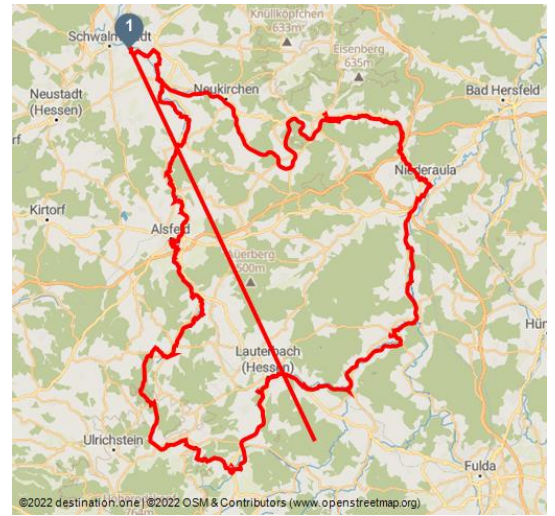 Knüllköpfchen
633m
Eisenberg
635m
1
Neustadt
(Hessen)
Neukirchen
Bad Hersfeld
Niederaula
Kirtorf
Alsfeld
500m
Lauterbach
(Hessen)
Ulrichstein
Fulda
©2022 destination.one | ©2022 OSM & Contributors (www.openstreetmap.org)